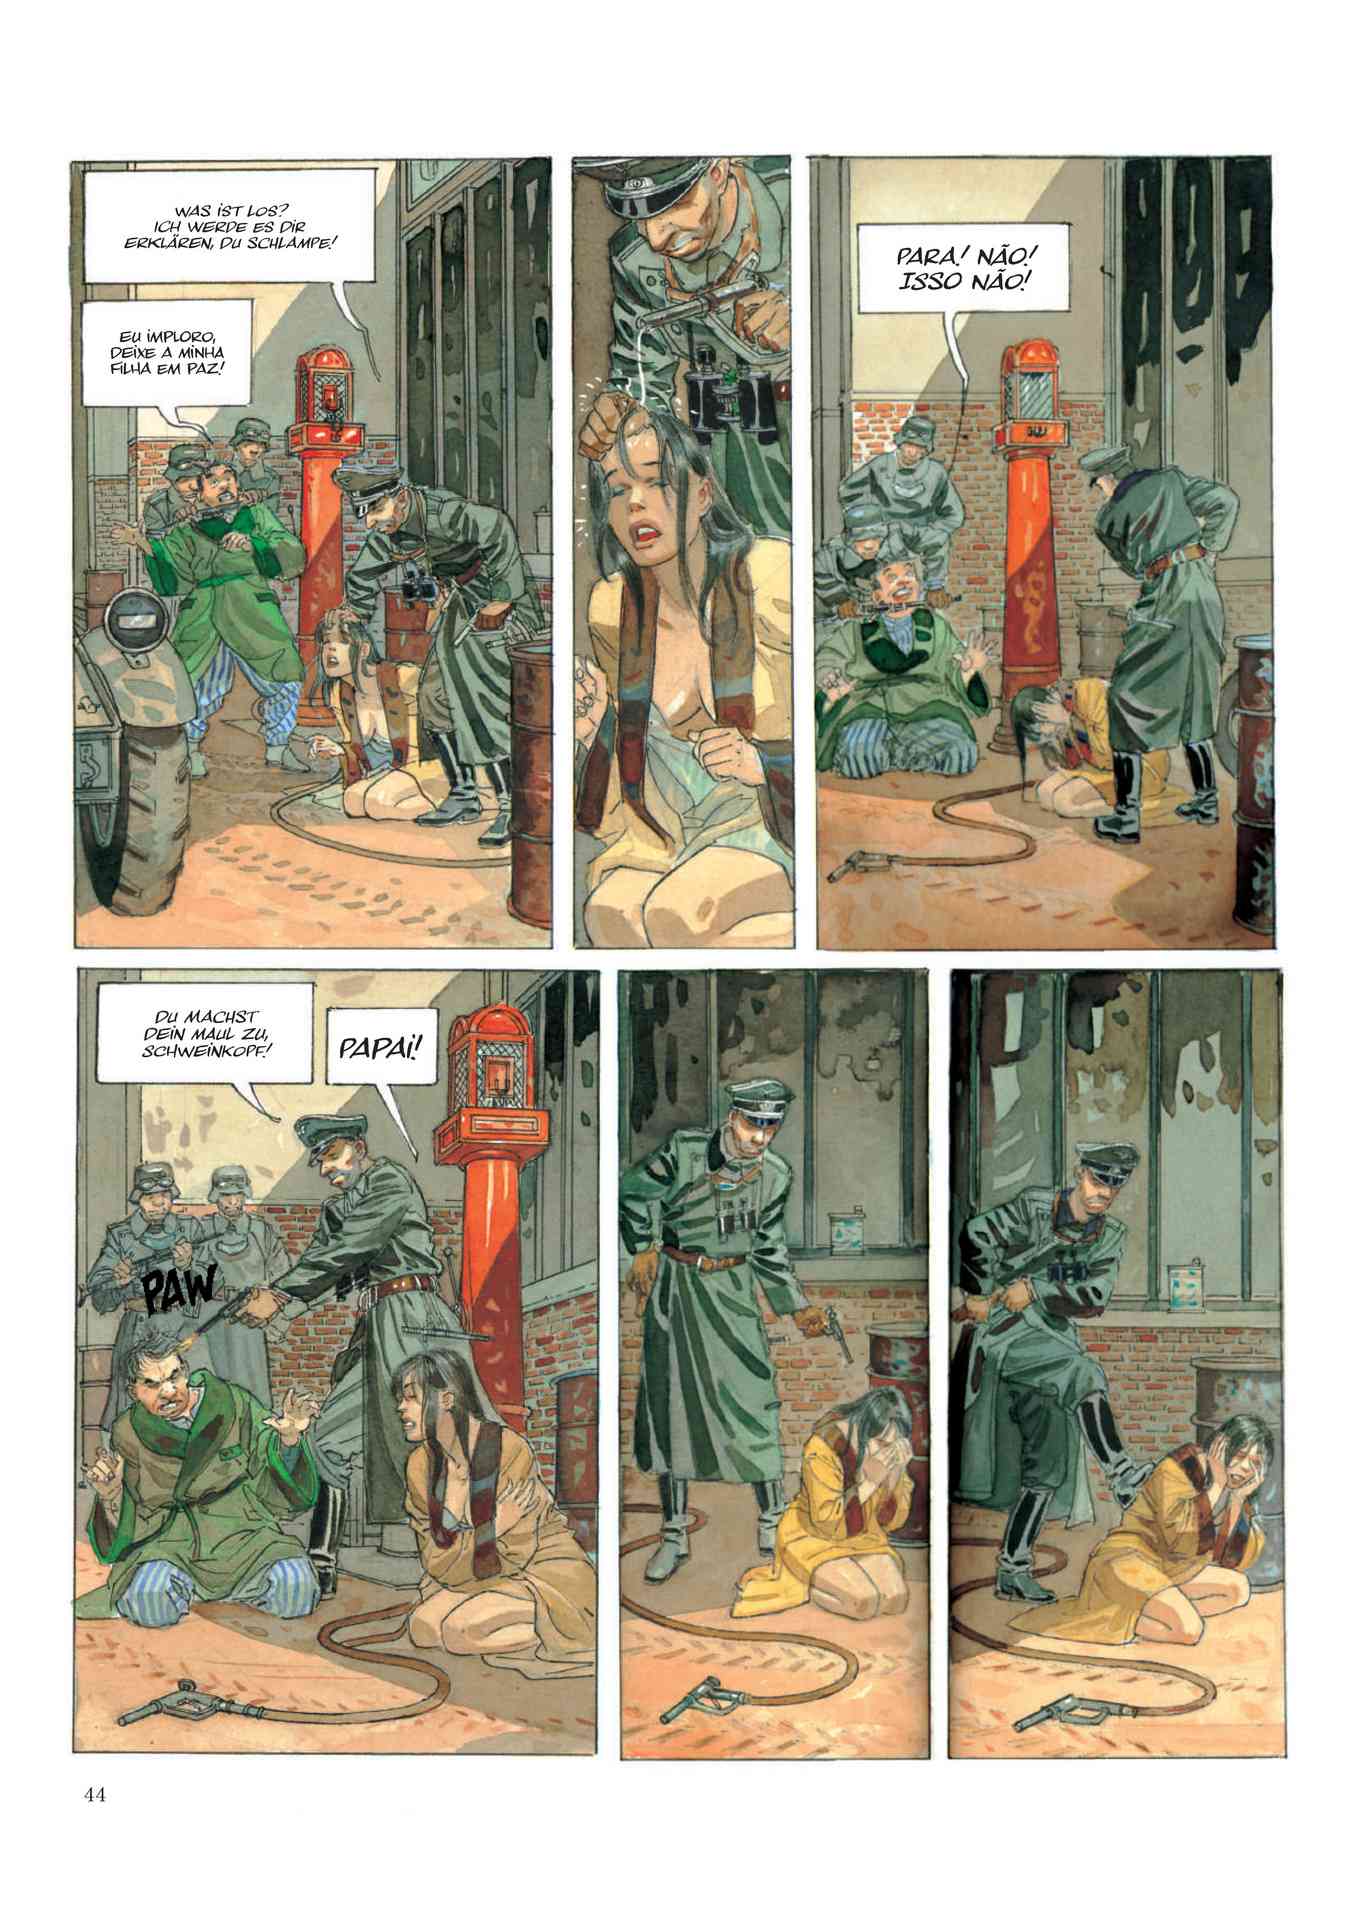 WAS IST LOS?
ICH WERDE ES DIR
ERKLÄREN, DU SCHLAMPE!
EU IMPLORO,
DEIXE A MINHA
FILHA EM PAZ!
PARA! NÃO!
ISSO NÃO!
DU MACHST
DEIN MAUL ZU,
SCHWEINKOPF!
PAPAI!
PAW
44